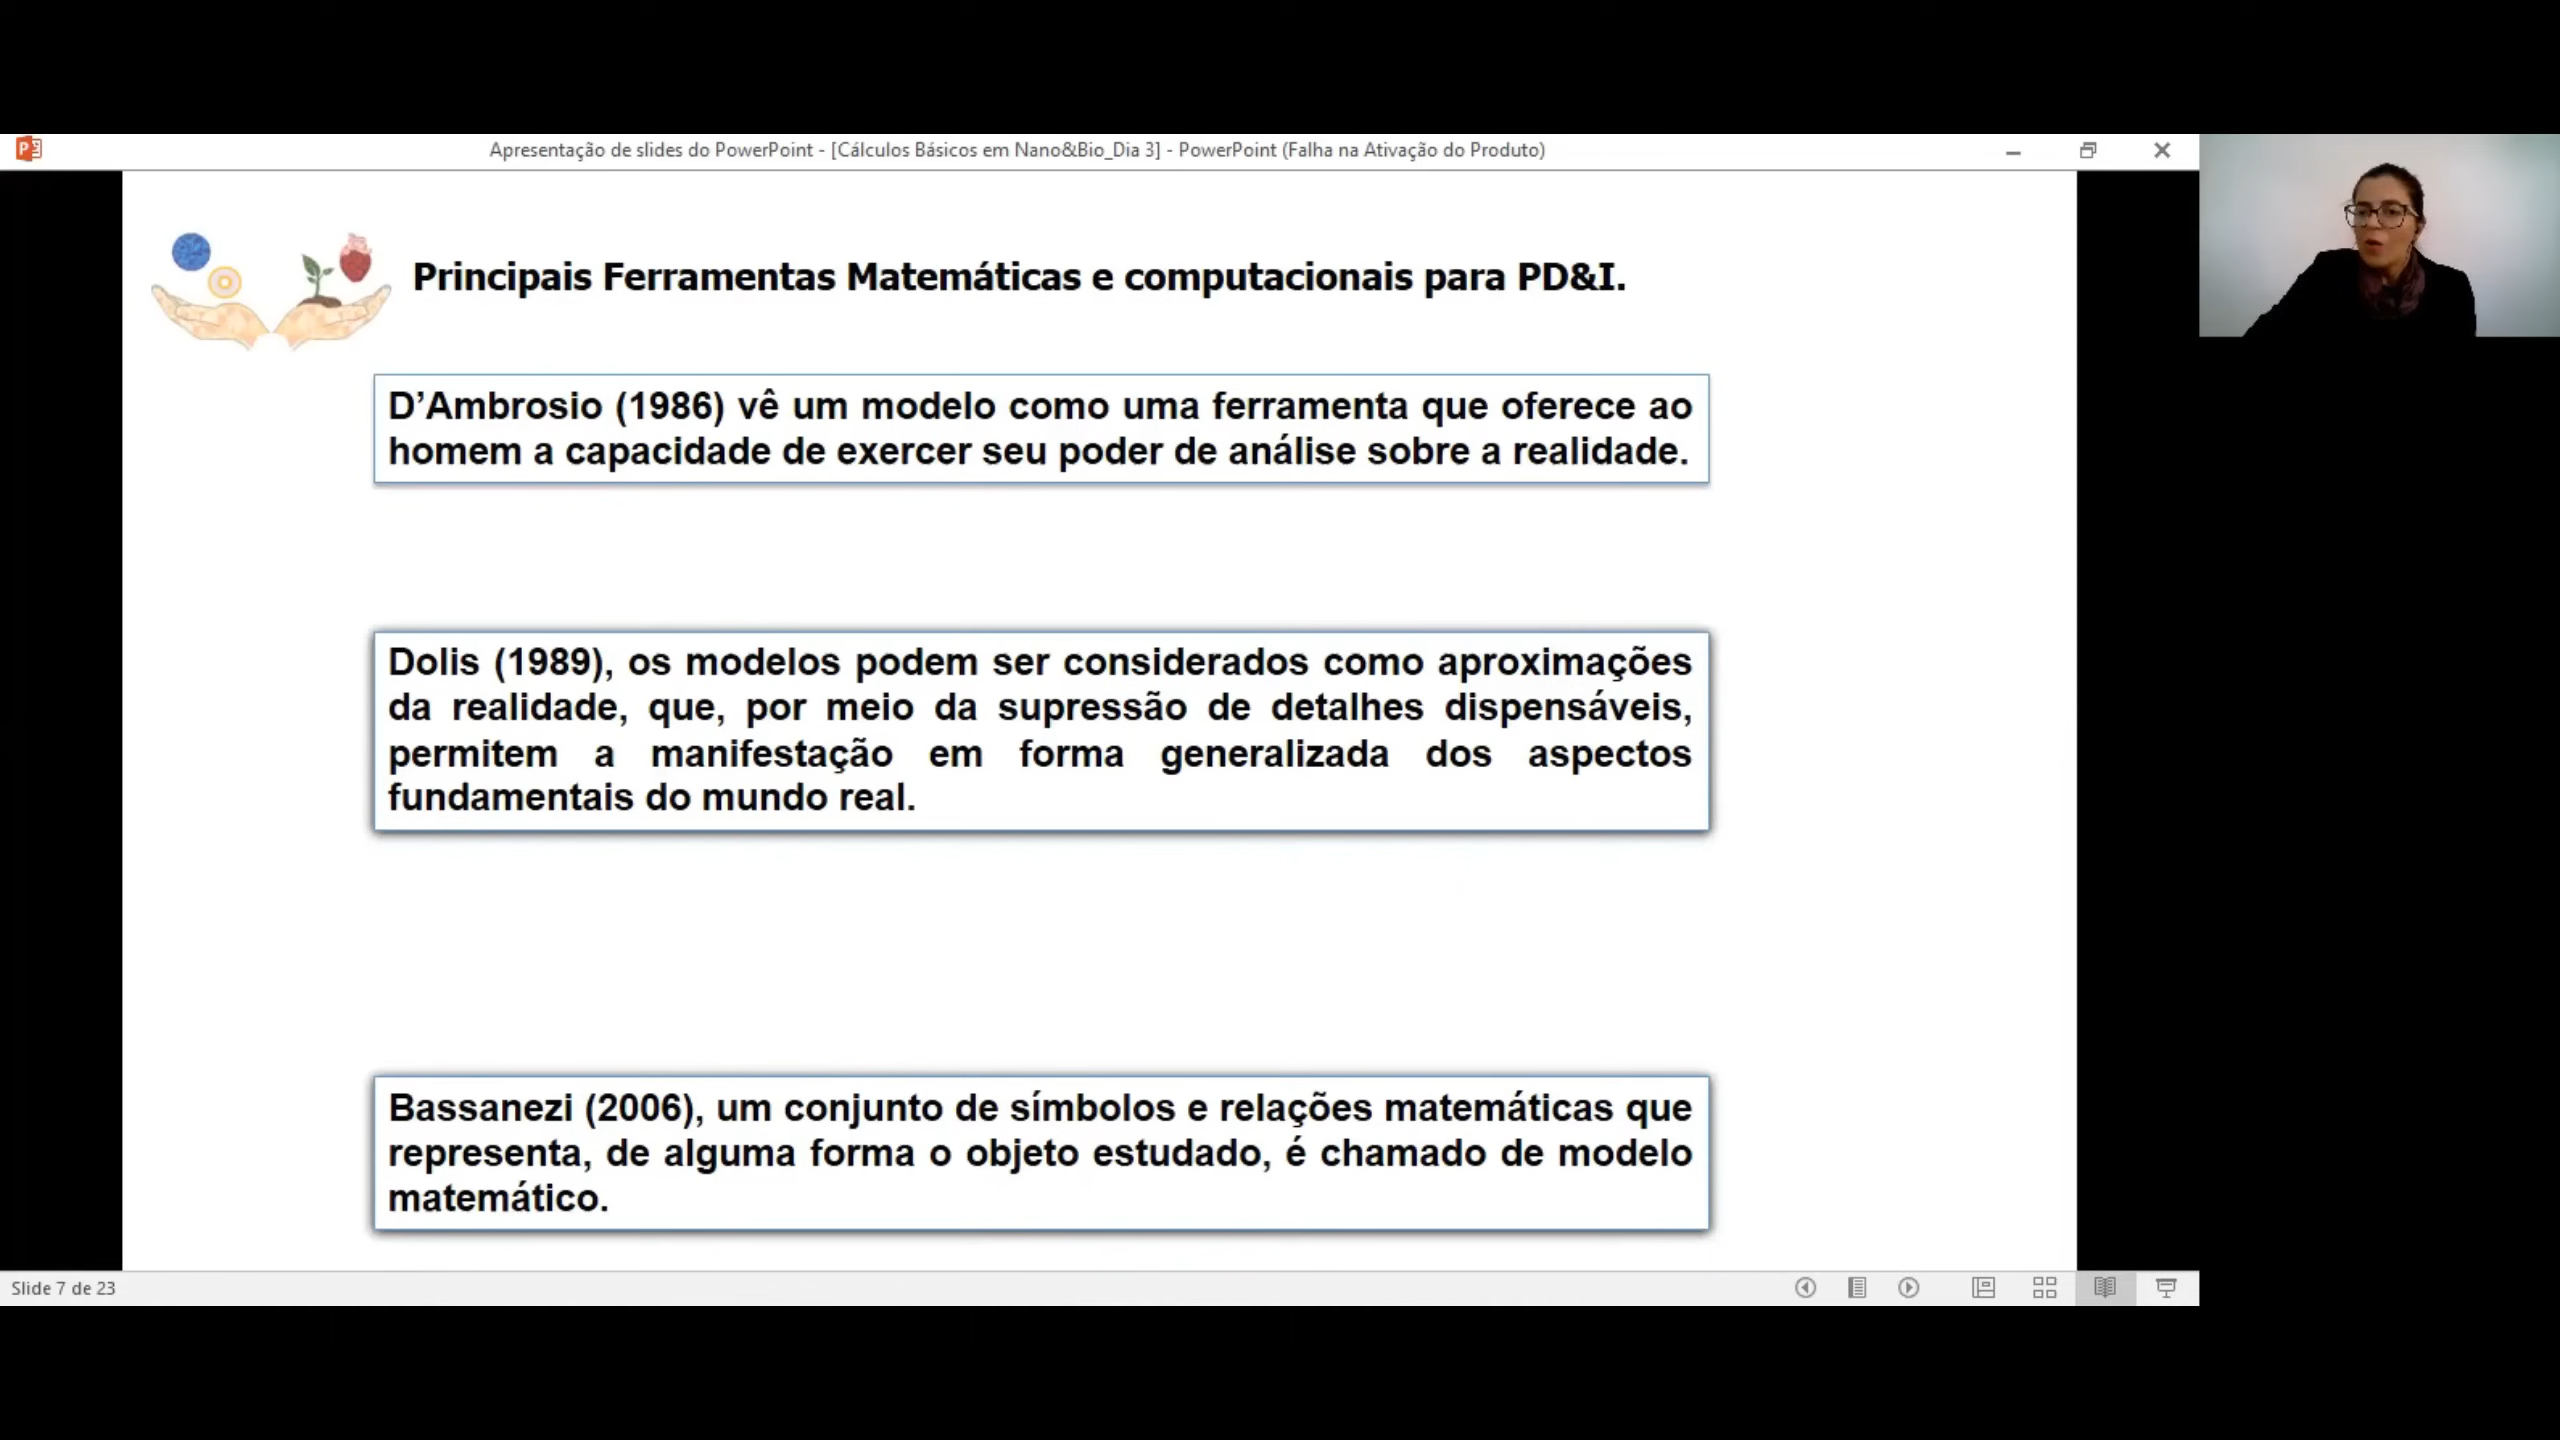 Apresentação de slides do PowerPoint - [Cálculos Básicos em Nano&Bio_Dia 3] - PowerPoint (Falha na Ativação do Produto)
Principais Ferramentas Matemáticas e computacionais para PD&I.
D’Ambrosio (1986) vê um modelo como uma ferramenta que oferece ao
homem a capacidade de exercer seu poder de análise sobre a realidade.
Dolis (1989), os modelos podem ser considerados como aproximações
da realidade, que, por meio da supressão de detalhes dispensáveis,
permitem a manifestação em forma generalizada dos aspectos
fundamentais do mundo real.
Bassanezi (2006), um conjunto de símbolos e relações matemáticas que
representa, de alguma forma o objeto estudado, é chamado de modelo
matemático.
Slide 7 de 23